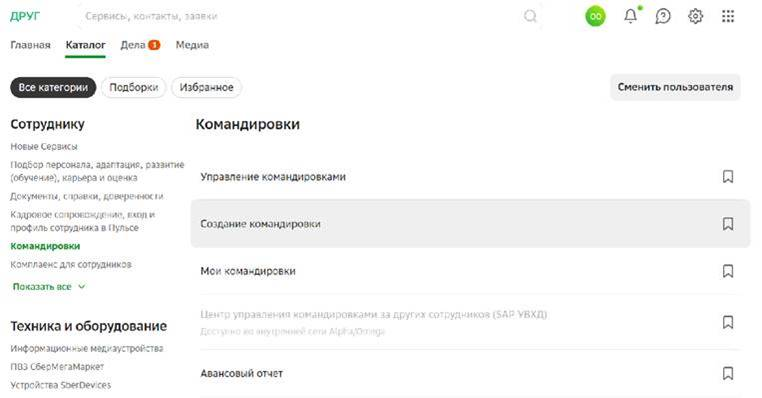 ДРУГ
Сервисы, контакты, заявки
ОО
Главная Каталог Дела 3 Медиа
Все категории Подборки Избранное
Сменить пользователя
Сотруднику
Новые Сервисы
Подбор персонала, адаптация, развитие
(обучение), карьера и оценка
Документы, справки, доверенности
Кадровое сопровождение, вход и
профиль сотрудника в Пульсе
Командировки
Комплаенс для сотрудников
Показать все
Техника и оборудование
Информационные медиаустройства
ПВЗ СберМегаМаркет
Устройства SberDevices
Командировки
Управление командировками
Создание командировки
Мои командировки
Центр управления командировками за других сотрудников (SAP УВХД)
Доступно во внутренней сети Alpha/Omega
Авансовый отчет